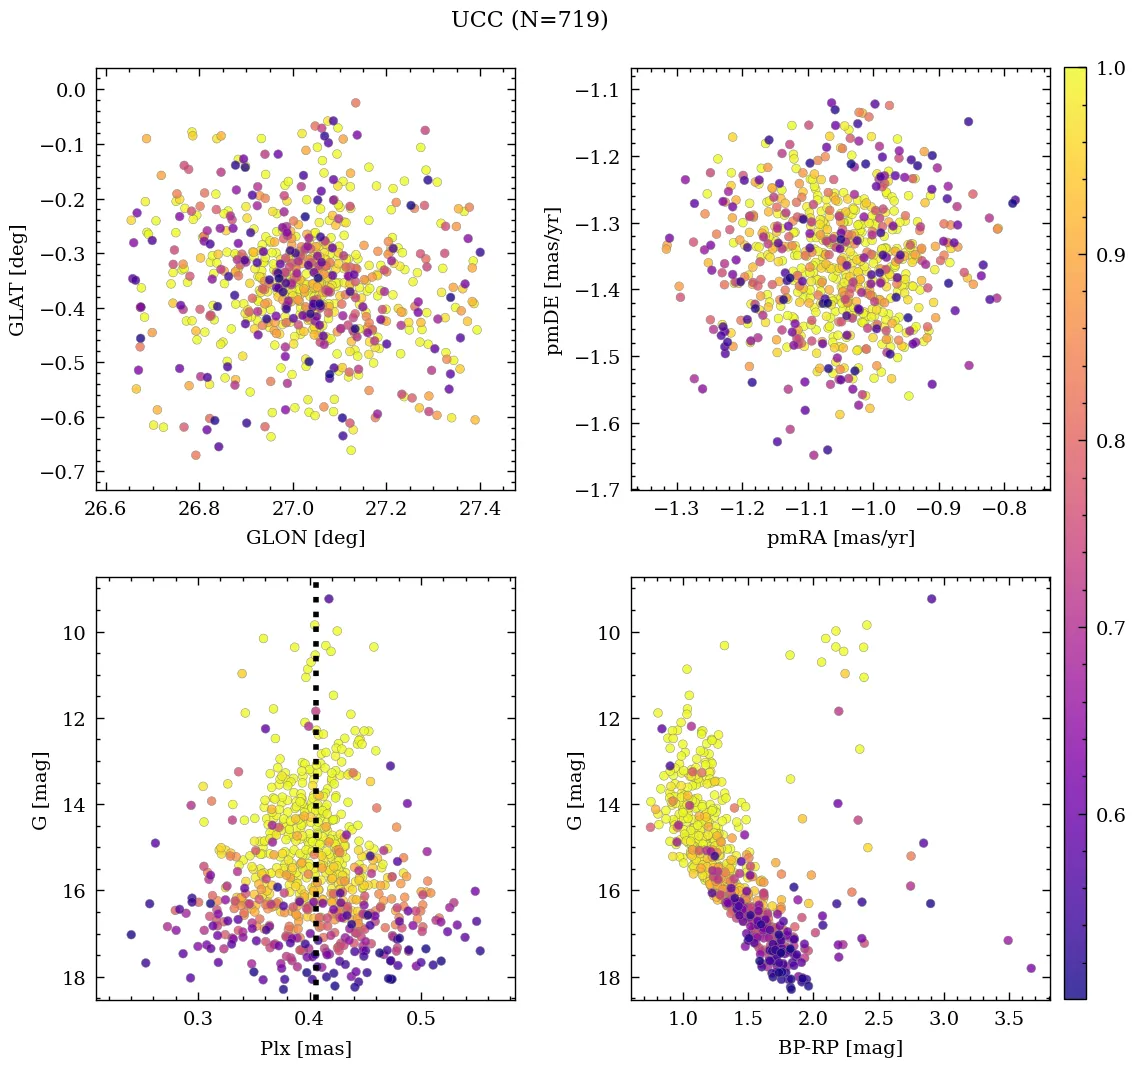 UCC (N=719)
0.0
−0.1
−0.2
−0.3
−0.4
−0.5
−0.6
−0.7
GLAT [deg]
26.6 26.8 27.0 27.2 27.4
GLON [deg]
−1.1
−1.2
−1.3
−1.4
−1.5
−1.6
−1.7
pmDE [mas/yr]
−1.3 −1.2 −1.1 −1.0 −0.9 −0.8
pmRA [mas/yr]
1.0
0.9
0.8
0.7
0.6
10
12
14
16
18
G [mag]
0.3 0.4 0.5
Plx [mas]
10
12
14
16
18
G [mag]
1.0 1.5 2.0 2.5 3.0 3.5
BP-RP [mag]